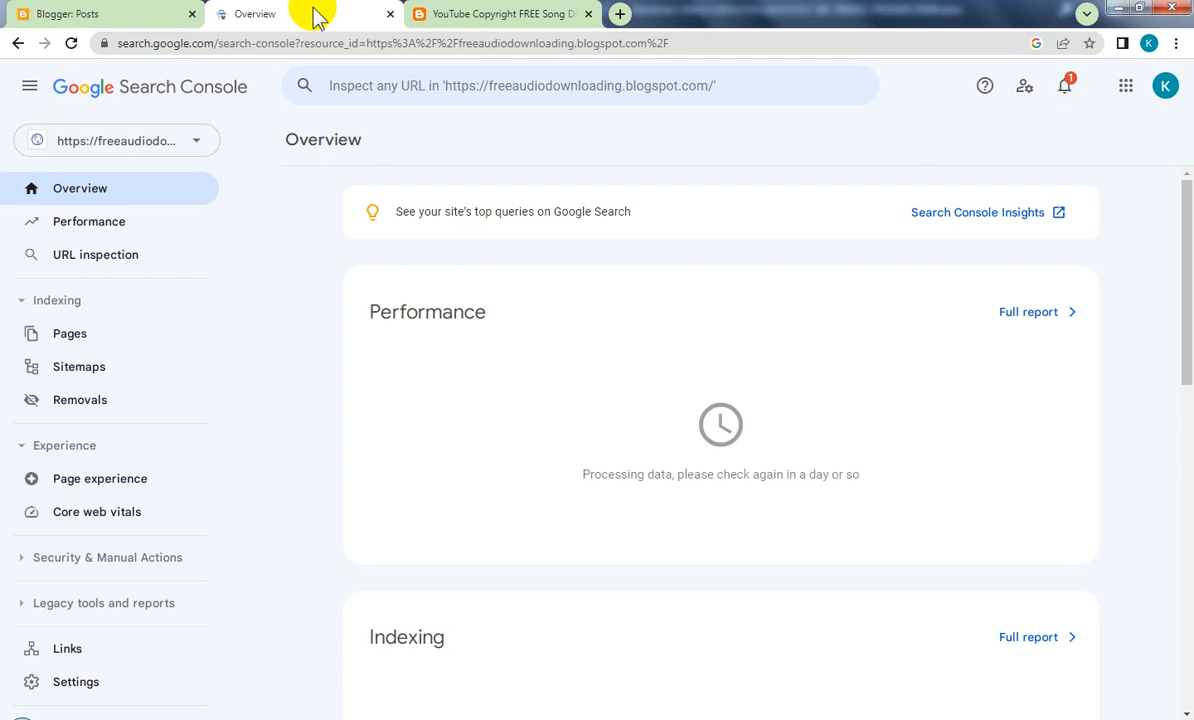 Blogger: Posts
Overview
YouTube Copyright FREE Song D
search.google.com/search-console?resource_id=https%3A%2F%2Ffreeaudiodownloading.blogspot.com%2F
K
Google Search Console
Inspect any URL in 'https://freeaudiodownloading.blogspot.com/'
1
K
https://freeaudiodo...
Overview
Overview
Performance
URL inspection
Indexing
Pages
Sitemaps
Removals
Experience
Page experience
Core web vitals
Security & Manual Actions
Legacy tools and reports
Links
Settings
See your site's top queries on Google Search
Search Console Insights
Performance
Full report
Processing data, please check again in a day or so
Indexing
Full report